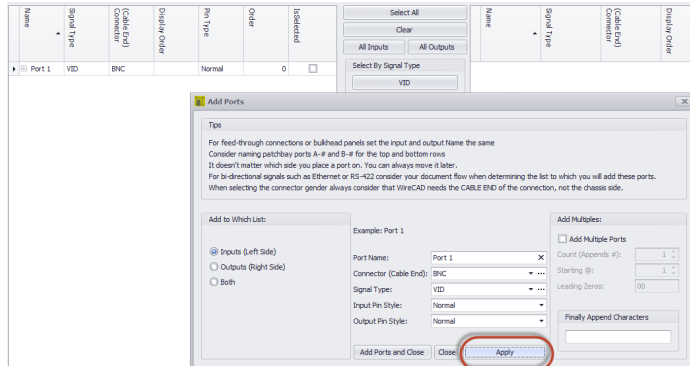 Name
Signal Type
(Cable End)
Connector
Display Order
Pin Type
Order
IsSelected
Select All
Clear
All Inputs
All Outputs
Select By Signal Type
VID
Name
Signal Type
(Cable End)
Connector
Display Order
Port 1 VID BNC Normal 0
Add Ports
Tips
For feed-through connections or bulkhead panels set the input and output Name the same
Consider naming patchbay ports A-# and B-# for the top and bottom rows
It doesn't matter which side you place a port on. You can always move it later.
For bi-directional signals such as Ethernet or RS-422 consider your document flow when determining the list to which you will add these ports.
When selecting the connector gender always consider that WireCAD needs the CABLE END of the connection, not the chassis side.
Add to Which List:
Inputs (Left Side)
Outputs (Right Side)
Both
Example: Port 1
Port Name: Port 1
Connector (Cable End): BNC
Signal Type: VID
Input Pin Style: Normal
Output Pin Style: Normal
Add Ports and Close
Close
Apply
Add Multiples:
Add Multiple Ports
Count (Appends #): 1
Starting @: 1
Leading Zeros: 00
Finally Append Characters